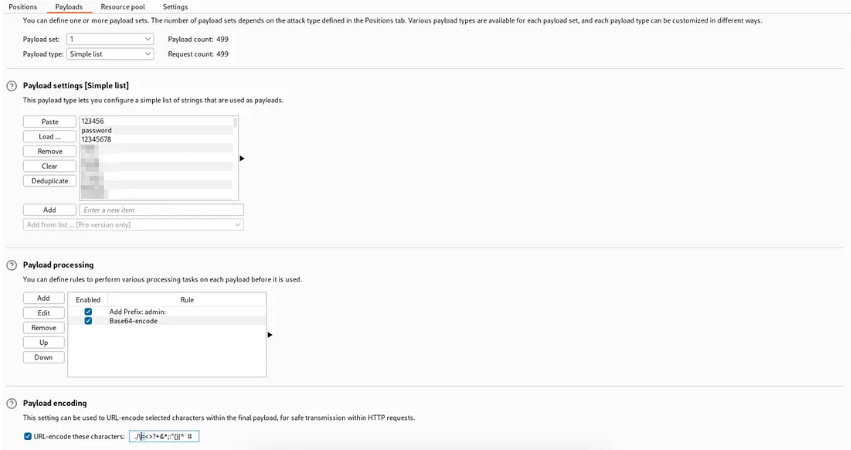 Positions Payloads Resource pool Settings
You can define one or more payload sets. The number of payload sets depends on the attack type defined in the Positions tab. Various payload types are available for each payload set, and each payload type can be customized in different ways.
Payload set: 1 Payload count: 499
Payload type: Simple list Request count: 499
? Payload settings [Simple list]
This payload type lets you configure a simple list of strings that are used as payloads.
Paste
Load ...
Remove
Clear
Deduplicate
123456
password
12345678
Add Enter a new item
Add from list ... [Pro version only]
? Payload processing
You can define rules to perform various processing tasks on each payload before it is used.
Add
Edit
Remove
Up
Down
Enabled Rule
Add Prefix: admin:
Base64-encode
? Payload encoding
This setting can be used to URL-encode selected characters within the final payload, for safe transmission within HTTP requests.
URL-encode these characters: